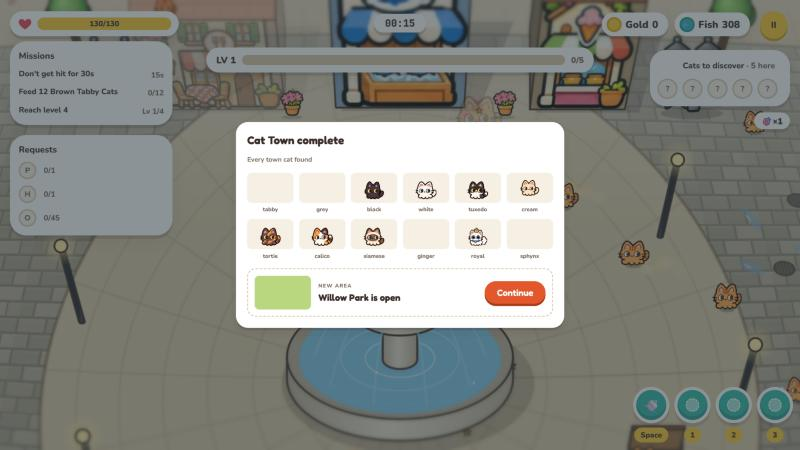 130/130
00:15
Gold 0
Fish 308
Missions
Don't get hit for 30s 15s
Feed 12 Brown Tabby Cats 0/12
Reach level 4 Lv 1/4
LV 1 0/5
Cats to discover · 5 here
? ? ? ? ?
×1
Requests
P 0/1
H 0/1
O 0/45
Cat Town complete
Every town cat found
tabby grey black white tuxedo cream
tortie calico siamese ginger royal sphynx
NEW AREA
Willow Park is open
Continue
Space 1 2 3